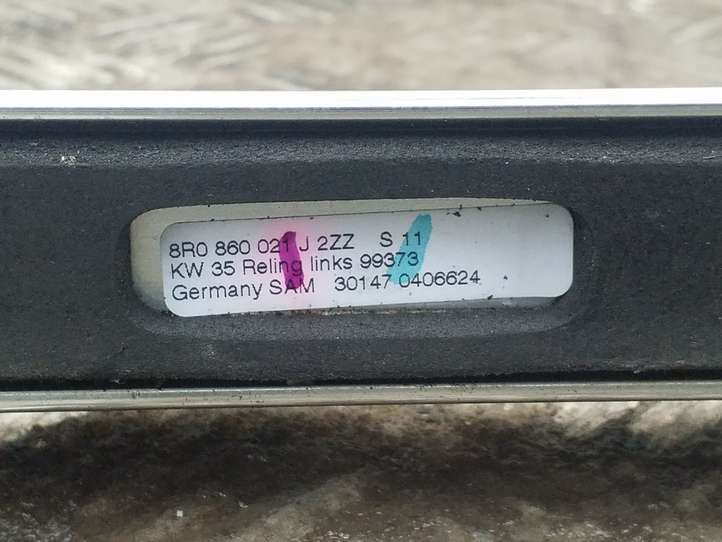 8R0 860 021 J 2ZZ S 11
KW 35 Reling links 99373
Germany SAM 30147 0406624